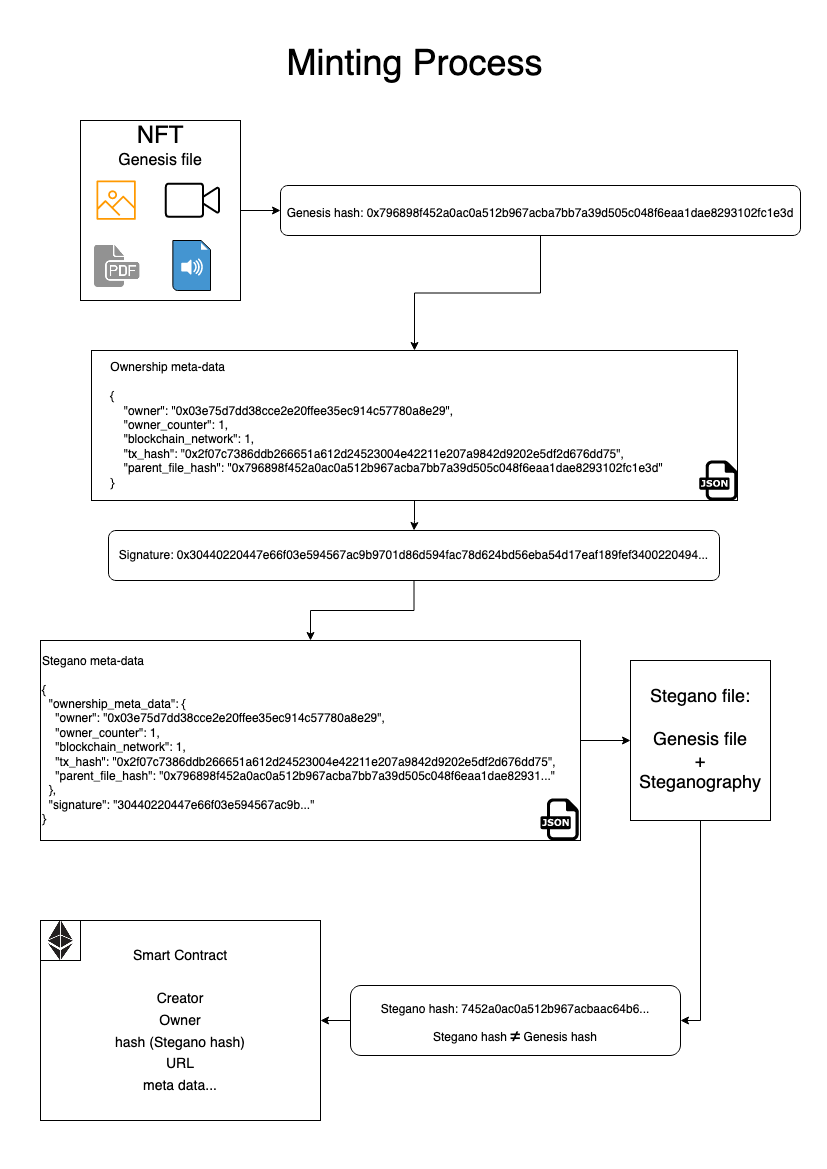 Minting Process
NFT
Genesis file
PDF
Genesis hash: 0x796898f452a0ac0a512b967acba7bb7a39d505c048f6eaa1dae8293102fc1e3d
Ownership meta-data
{
"owner": "0x03e75d7dd38cce2e20ffee35ec914c57780a8e29",
"owner_counter": 1,
"blockchain_network": 1,
"tx_hash": "0x2f07c7386ddb266651a612d24523004e42211e207a9842d9202e5df2d676dd75",
"parent_file_hash": "0x796898f452a0ac0a512b967acba7bb7a39d505c048f6eaa1dae8293102fc1e3d"
}
JSON
Signature: 0x30440220447e66f03e594567ac9b9701d86d594fac78d624bd56eba54d17eaf189fef3400220494...
Stegano meta-data
{
"ownership_meta_data": {
"owner": "0x03e75d7dd38cce2e20ffee35ec914c57780a8e29",
"owner_counter": 1,
"blockchain_network": 1,
"tx_hash": "0x2f07c7386ddb266651a612d24523004e42211e207a9842d9202e5df2d676dd75",
"parent_file_hash": "0x796898f452a0ac0a512b967acba7bb7a39d505c048f6eaa1dae82931..."
},
"signature": "30440220447e66f03e594567ac9b..."
}
JSON
Stegano file:
Genesis file
+
Steganography
Stegano hash: 7452a0ac0a512b967acbaac64b6...
Stegano hash ≠ Genesis hash
Smart Contract
Creator
Owner
hash (Stegano hash)
URL
meta data...